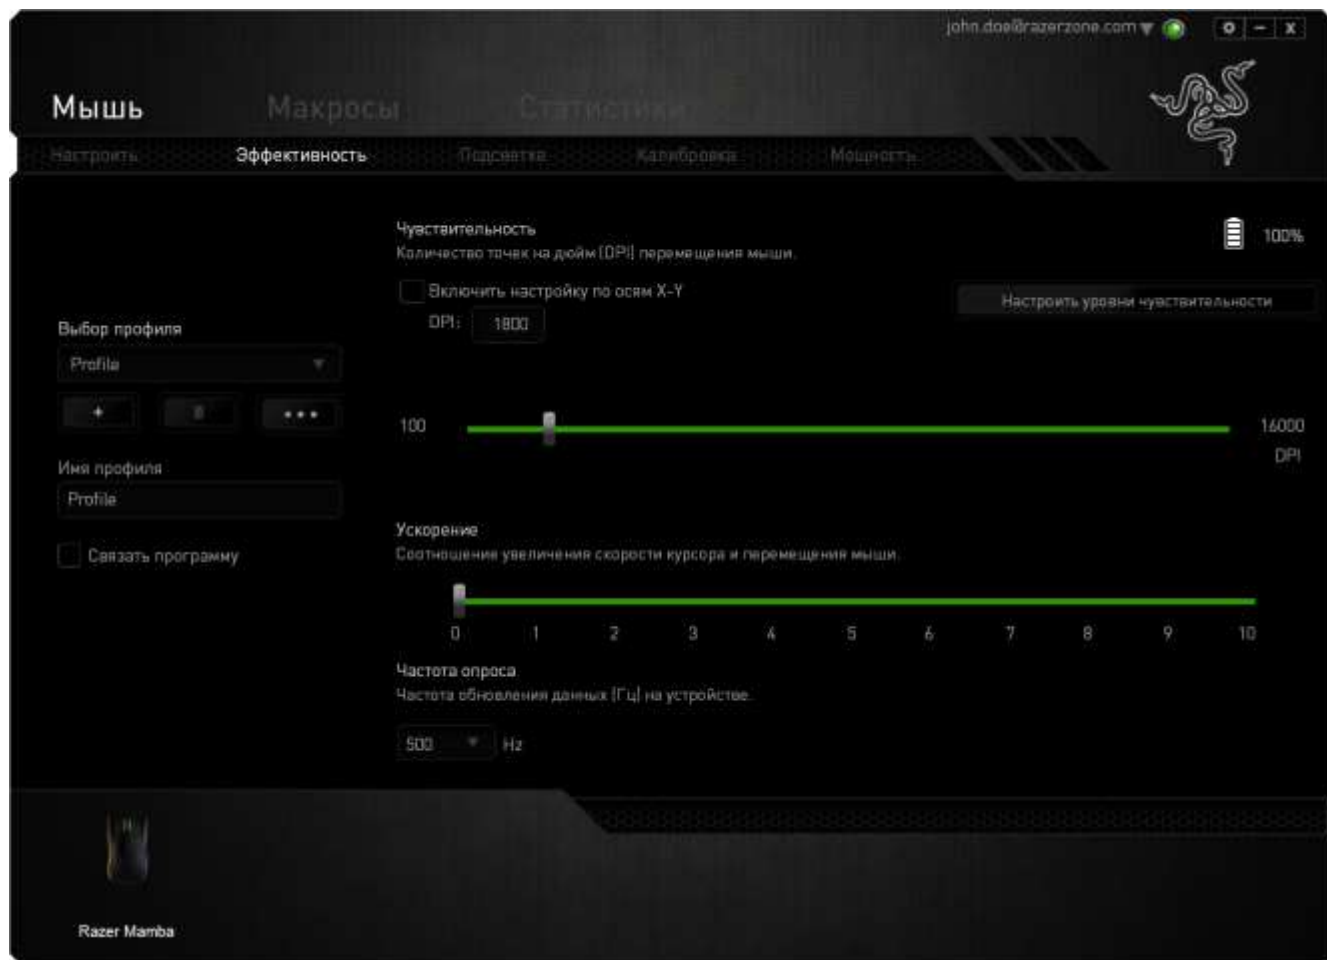 john.doe@razerzone.com
Мышь Макросы Статистики
Настроить Эффективность Подсветка Калибровка Мощность
Чувствительность
Количество точек на дюйм (DPI) перемещения мыши.
100%
Включить настройку по осям X-Y
Настроить уровни чувствительности
DPI: 1800
Выбор профиля
Profile
100
16000
DPI
Имя профиля
Profile
Связать программу
Ускорение
Соотношение увеличения скорости курсора и перемещения мыши.
0 1 2 3 4 5 6 7 8 9 10
Частота опроса
Частота обновления данных (Гц) на устройстве.
500 Hz
Razer Mamba